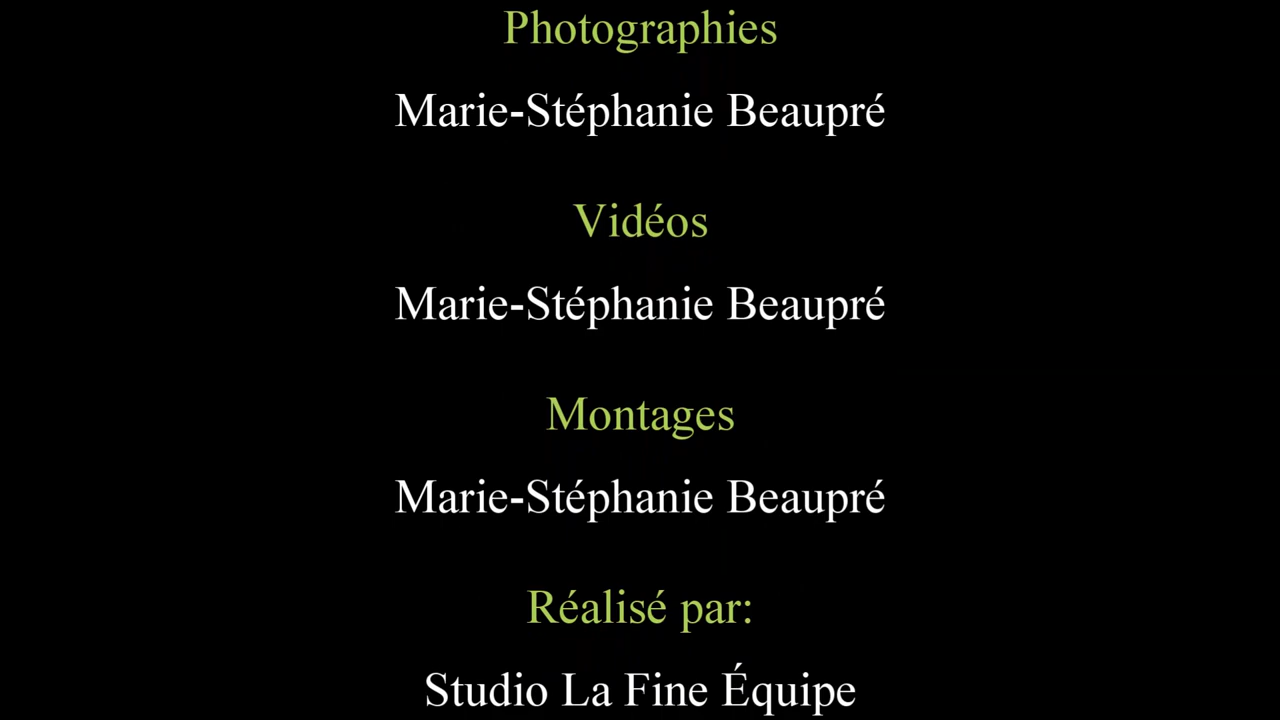 Photographies
Marie-Stéphanie Beaupré
Vidéos
Marie-Stéphanie Beaupré
Montages
Marie-Stéphanie Beaupré
Réalisé par:
Studio La Fine Équipe